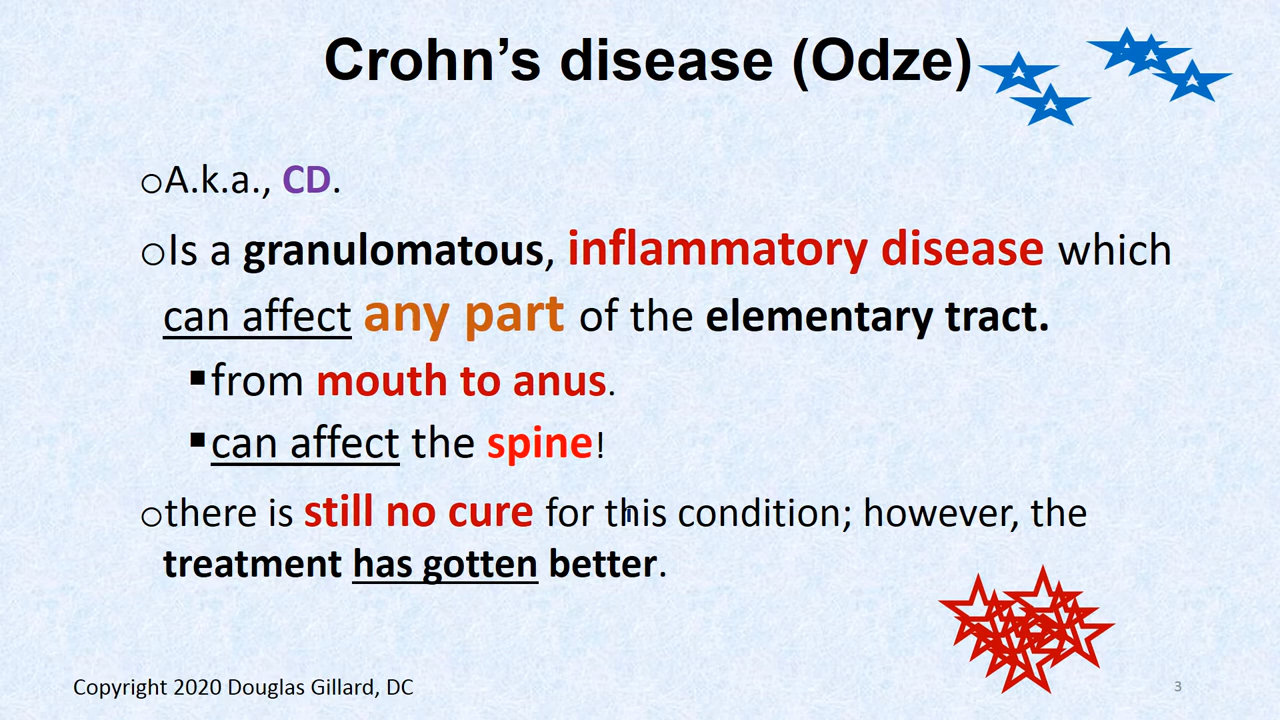 Crohn’s disease (Odze)
oA.k.a., CD.
oIs a granulomatous, inflammatory disease which
can affect any part of the elementary tract.
▪from mouth to anus.
▪can affect the spine!
othere is still no cure for this condition; however, the
treatment has gotten better.
Copyright 2020 Douglas Gillard, DC
3